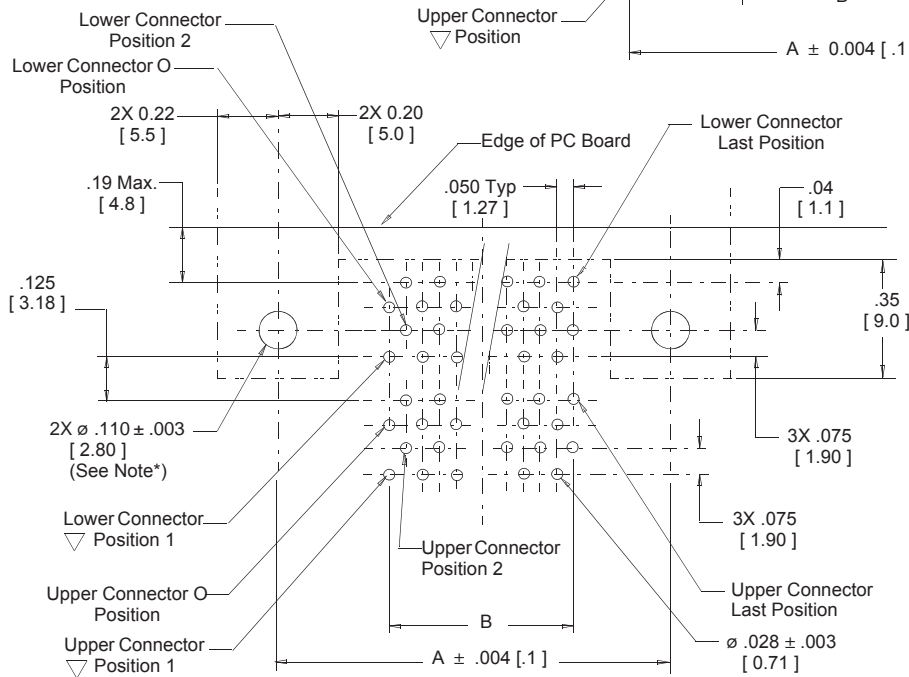 Upper Connector
▽ Position
B
A ± 0.004 [ .1
Lower Connector
Position 2
Lower Connector O
Position
2X 0.22
[ 5.5 ]
2X 0.20
[ 5.0 ]
Edge of PC Board
Lower Connector
Last Position
.19 Max.
[ 4.8 ]
.050 Typ
[ 1.27 ]
.04
[ 1.1 ]
.125
[ 3.18 ]
.35
[ 9.0 ]
2X ø .110 ± .003
[ 2.80 ]
(See Note*)
3X .075
[ 1.90 ]
Lower Connector
▽ Position 1
3X .075
[ 1.90 ]
Upper Connector
Position 2
Upper Connector O
Position
Upper Connector
Last Position
B
Upper Connector
▽ Position 1
A ± .004 [.1 ]
ø .028 ± .003
[ 0.71 ]